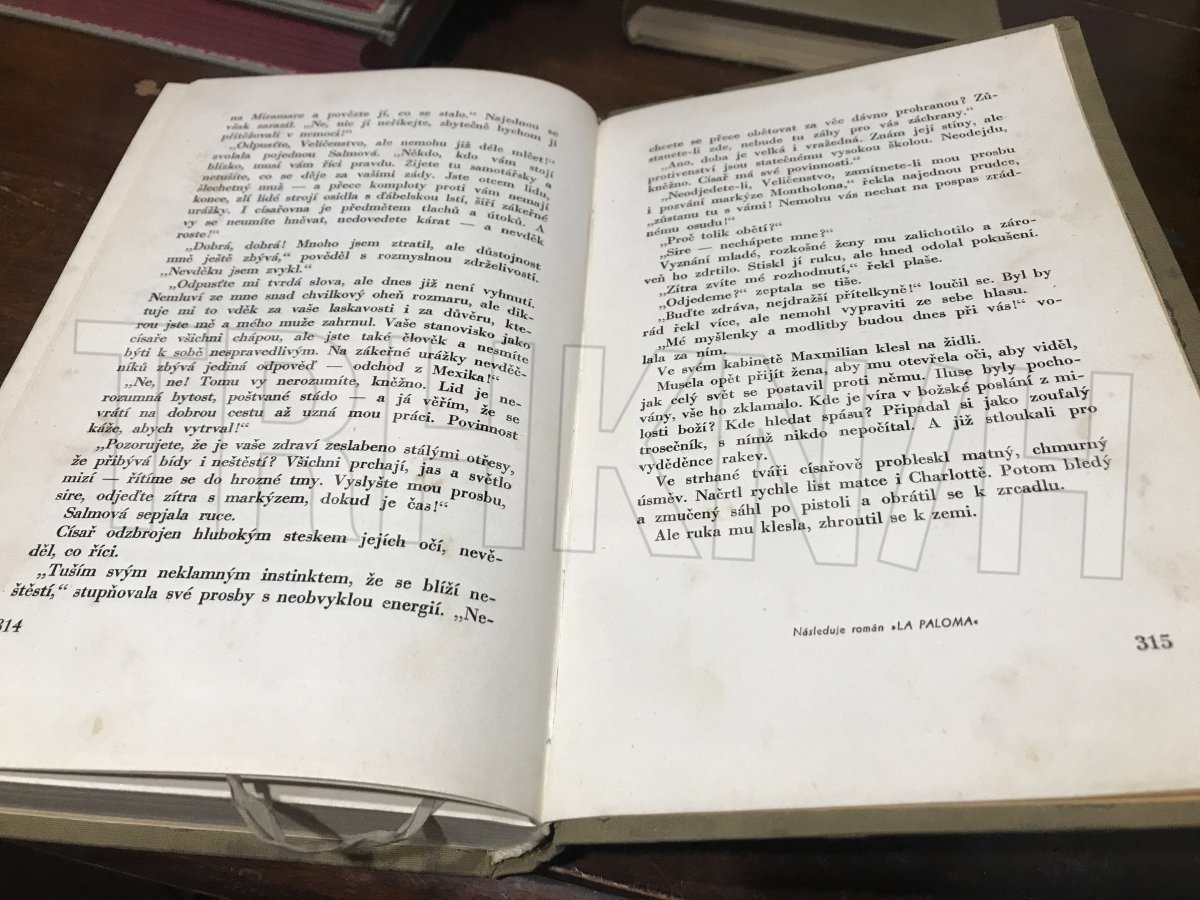 na Miramare a povězte jí, co se stalo.“ Najednou se
však zarazil. „Ne, nic jí neříkejte, zbytečně bychom jí
přitěžovali v nemoci!“
„Odpusťte, Veličenstvo, ale nemohu již déle mlčet!“
zvolala pojednou Salmová. „Někdo, kdo vám stojí
blízko, musí vám říci pravdu. Žijete tu samotářsky a
netušíte, co se děje za vašimi zády. Jste otcem lidu,
šlechetný muž — a přece komploty proti vám nemají
konce, zlí lidé strojí osidla s ďábelskou lstí, šíří zákeřné
urážky. I císařovna je předmětem tlachů a útoků. A
vy se neumíte hněvat, nedovedete kárat — a nevděk
roste!“
„Dobrá, dobrá! Mnoho jsem ztratil, ale důstojnost
mně ještě zbývá,“ pověděl s rozmyslnou zdrželivostí.
„Nevděku jsem zvykl.“
„Odpusťte mi tvrdá slova, ale dnes již není vyhnutí.
Nemluví ze mne snad chvilkový oheň rozmaru, ale dik-
tuje mi to vděk za vaše laskavosti i za důvěru, kte-
rou jste mě a mého muže zahrnul. Vaše stanovisko jako
císaře všichni chápou, ale jste také člověk a nesmíte
býti k sobě nespravedlivým. Na zákeřné urážky nevděč-
níků zbývá jediná odpověď — odchod z Mexika!“
„Ne, ne! Tomu vy nerozumíte, kněžno. Lid je ne-
rozumná bytost, poštvané stádo — a já věřím, že se
vrátí na dobrou cestu až uzná mou práci. Povinnost
káže, abych vytrval!“
„Pozorujete, že je vaše zdraví zeslabeno stálými otřesy,
že přibývá bídy i neštěstí? Všichni prchají, jas a světlo
mizí — řítíme se do hrozné tmy. Vyslyšte mou prosbu,
sire, odjeďte zítra s markýzem, dokud je čas!“
Salmová sepjala ruce.
Císař odzbrojen hlubokým steskem jejích očí, nevě-
děl, co říci.
„Tuším svým neklamným instinktem, že se blíží ne-
štěstí,“ stupňovala své prosby s neobvyklou energií. „Ne-
314
chcete se přece obětovat za věc dávno prohranou? Zů-
stanete-li zde, nebude tu záhy pro vás záchrany.“
„Ano, doba je velká i vražedná. Znám její stíny, ale
protivenství jsou statečnému vysokou školou. Neodejdu,
kněžno. Císař má své povinnosti.“
„Neodjedete-li, Veličenstvo, zamítnete-li mou prosbu
i pozvání markýze Montholona,“ řekla najednou prudce,
„zůstanu tu s vámi! Nemohu vás nechat na pospas zrád-
nému osudu!“
„Proč tolik obětí?“
„Sire — nechápete mne?“
Vyznání mladé, rozkošné ženy mu zalichotilo a záro-
veň ho zdrtilo. Stiskl jí ruku, ale hned odolal pokušení.
„Zítra zvíte mé rozhodnutí,“ řekl plaše.
„Odjedeme?“ zeptala se tiše.
„Buďte zdráva, nejdražší přítelkyně!“ loučil se. Byl by
rád řekl více, ale nemohl vypraviti ze sebe hlasu.
„Mé myšlenky a modlitby budou dnes při vás!“ vo-
lala za ním.
Ve svém kabinetě Maxmilian klesl na židli.
Musela opět přijít žena, aby mu otevřela oči, aby viděl,
jak celý svět se postavil proti němu. Iluse byly pocho-
vány, vše ho zklamalo. Kde je víra v božské poslání z mi-
losti boží? Kde hledat spásu? Připadal si jako zoufalý
trosečník, s nímž nikdo nepočítal. A již stloukali pro
vyděděnce rakev.
Ve strhané tváři císařově probleskl matný, chmurný
úsměv. Načrtl rychle list matce i Charlottě. Potom bledý
a zmučený sáhl po pistoli a obrátil se k zrcadlu.
Ale ruka mu klesla, zhroutil se k zemi.
Následuje román »LA PALOMA«
315